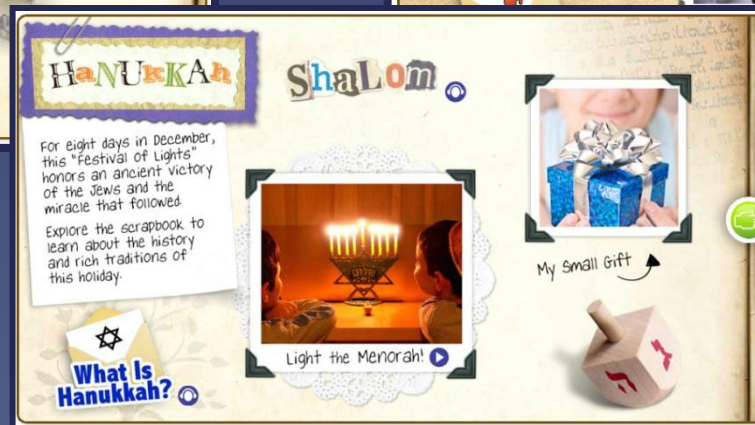 HaNUKKAh
ShaLom
For eight days in December,
this "Festival of Lights"
honors an ancient victory
of the Jews and the
miracle that followed.
Explore the scrapbook to
learn about the history
and rich traditions of
this holiday.
My Small Gift
Light the Menorah!
What Is
Hanukkah?